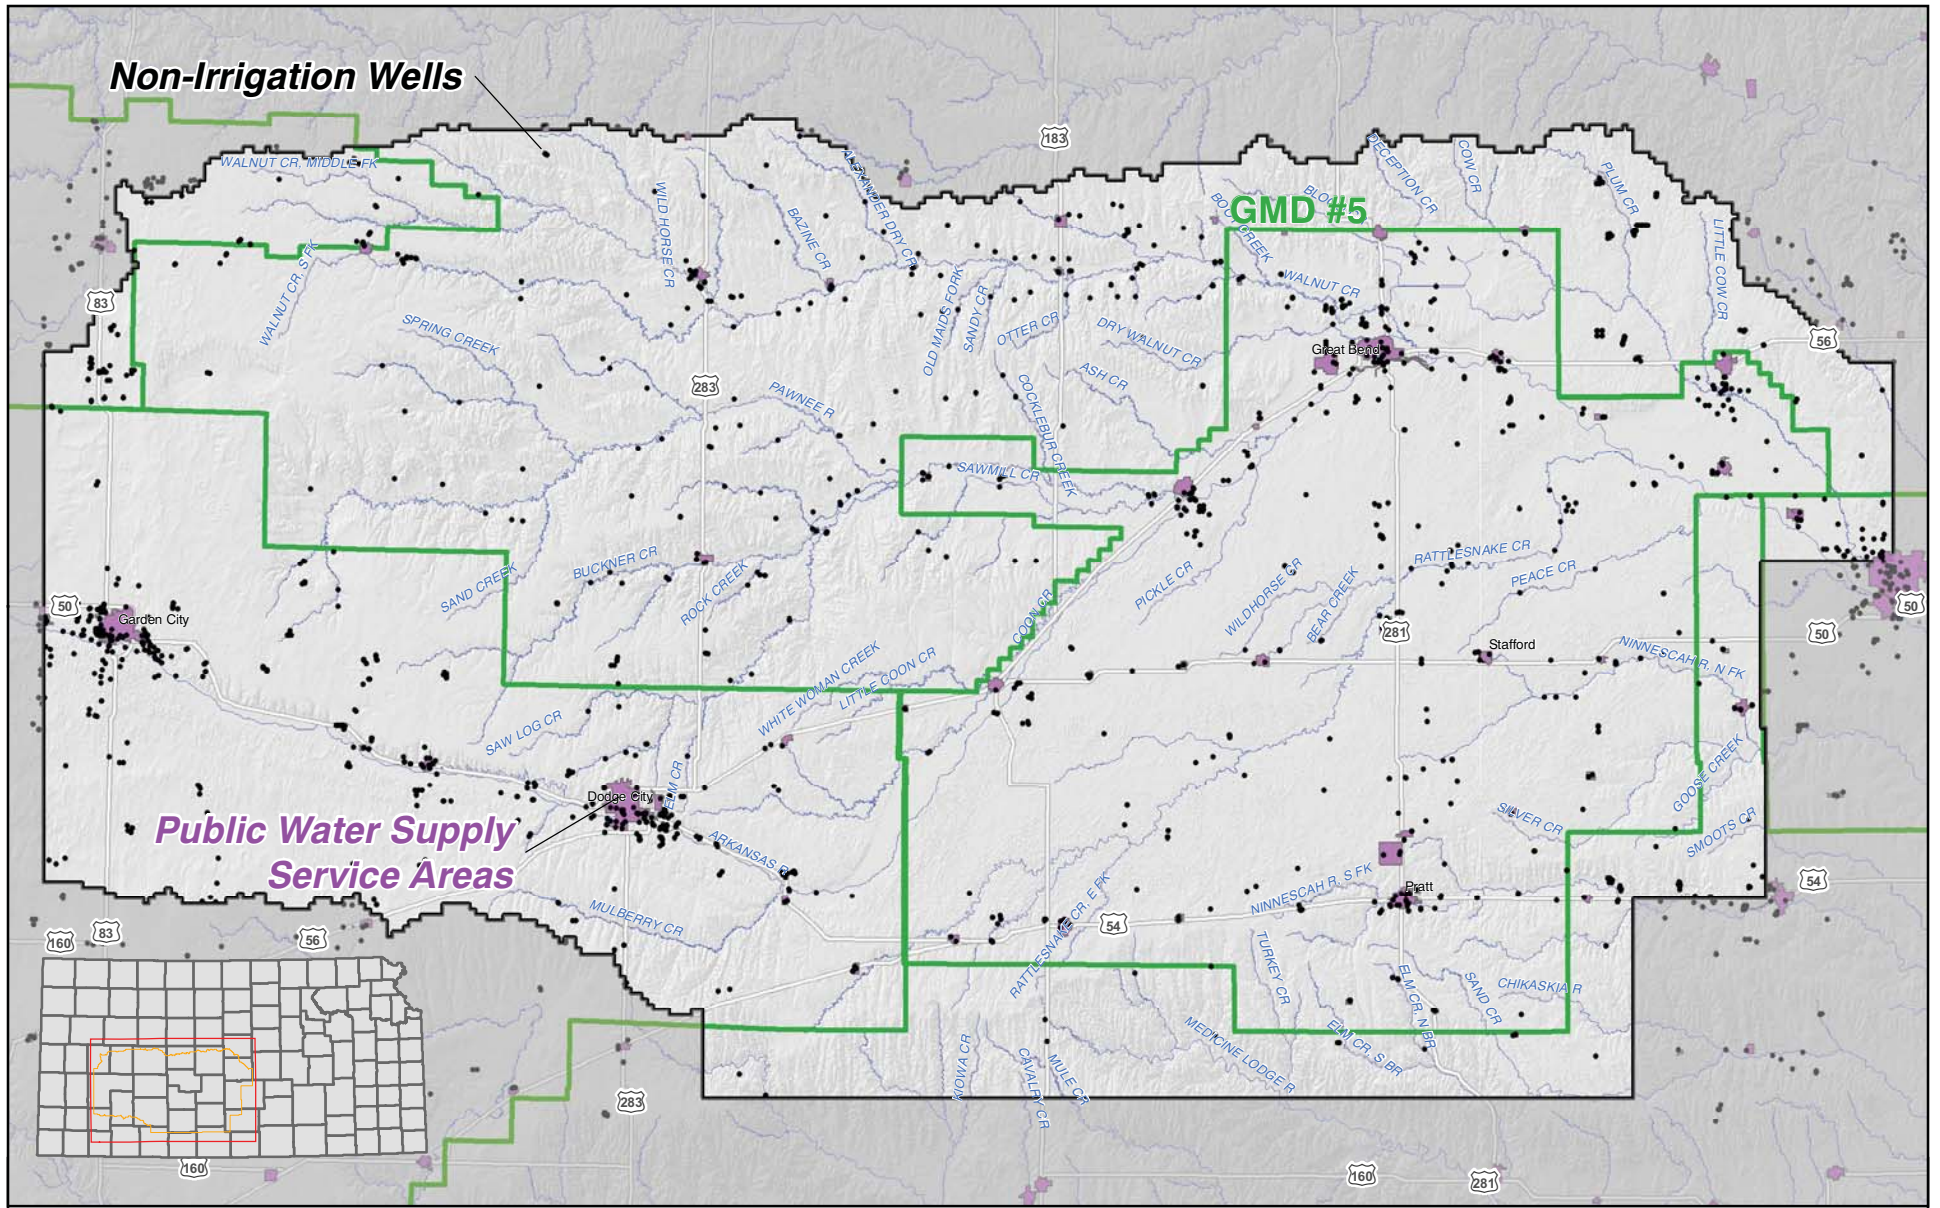 Non-Irrigation Wells
183
WALNUT CR, MIDDLE FK
WILD HORSE CR
BAZINE CR
ALEXANDER DRY CR
DECEPTION CR
COW CR
PLUM CR
GMD #5
LITTLE COW CR
WALNUT CR, S FK
WALNUT CR
83
SPRING CREEK
OLD MAIDS FORK
SANDY CR
OTTER CR
DRY WALNUT CR
Great Bend
56
283
PAWNEE R
ASH CR
COCKLEBUR CREEK
SAWMILL CR
BUCKNER CR
SAND CREEK
ROCK CREEK
PICKLE CR
WILDHORSE CR
BEAR CREEK
RATTLESNAKE CR
PEACE CR
50
Garden City
COON CR
281
Stafford
50
50
NINNESCAH R, N FK
WHITE WOMAN CREEK
LITTLE COON CR
SAW LOG CR
GOOSE CREEK
Dodge City
ELM CR
SILVER CR
SMOOTS CR
Public Water Supply
Service Areas
ARKANSAS R
MULBERRY CR
RATTLESNAKE CR, E FK
54
NINNESCAH R, S FK
Pratt
54
160
83
56
TURKEY CR
ELM CR, N BR
SAND CR
CHIKASKIA R
KIOWA CR
CAVALRY CR
MULE CR
MEDICINE LODGE R
ELM CR, S BR
283
160
160
281